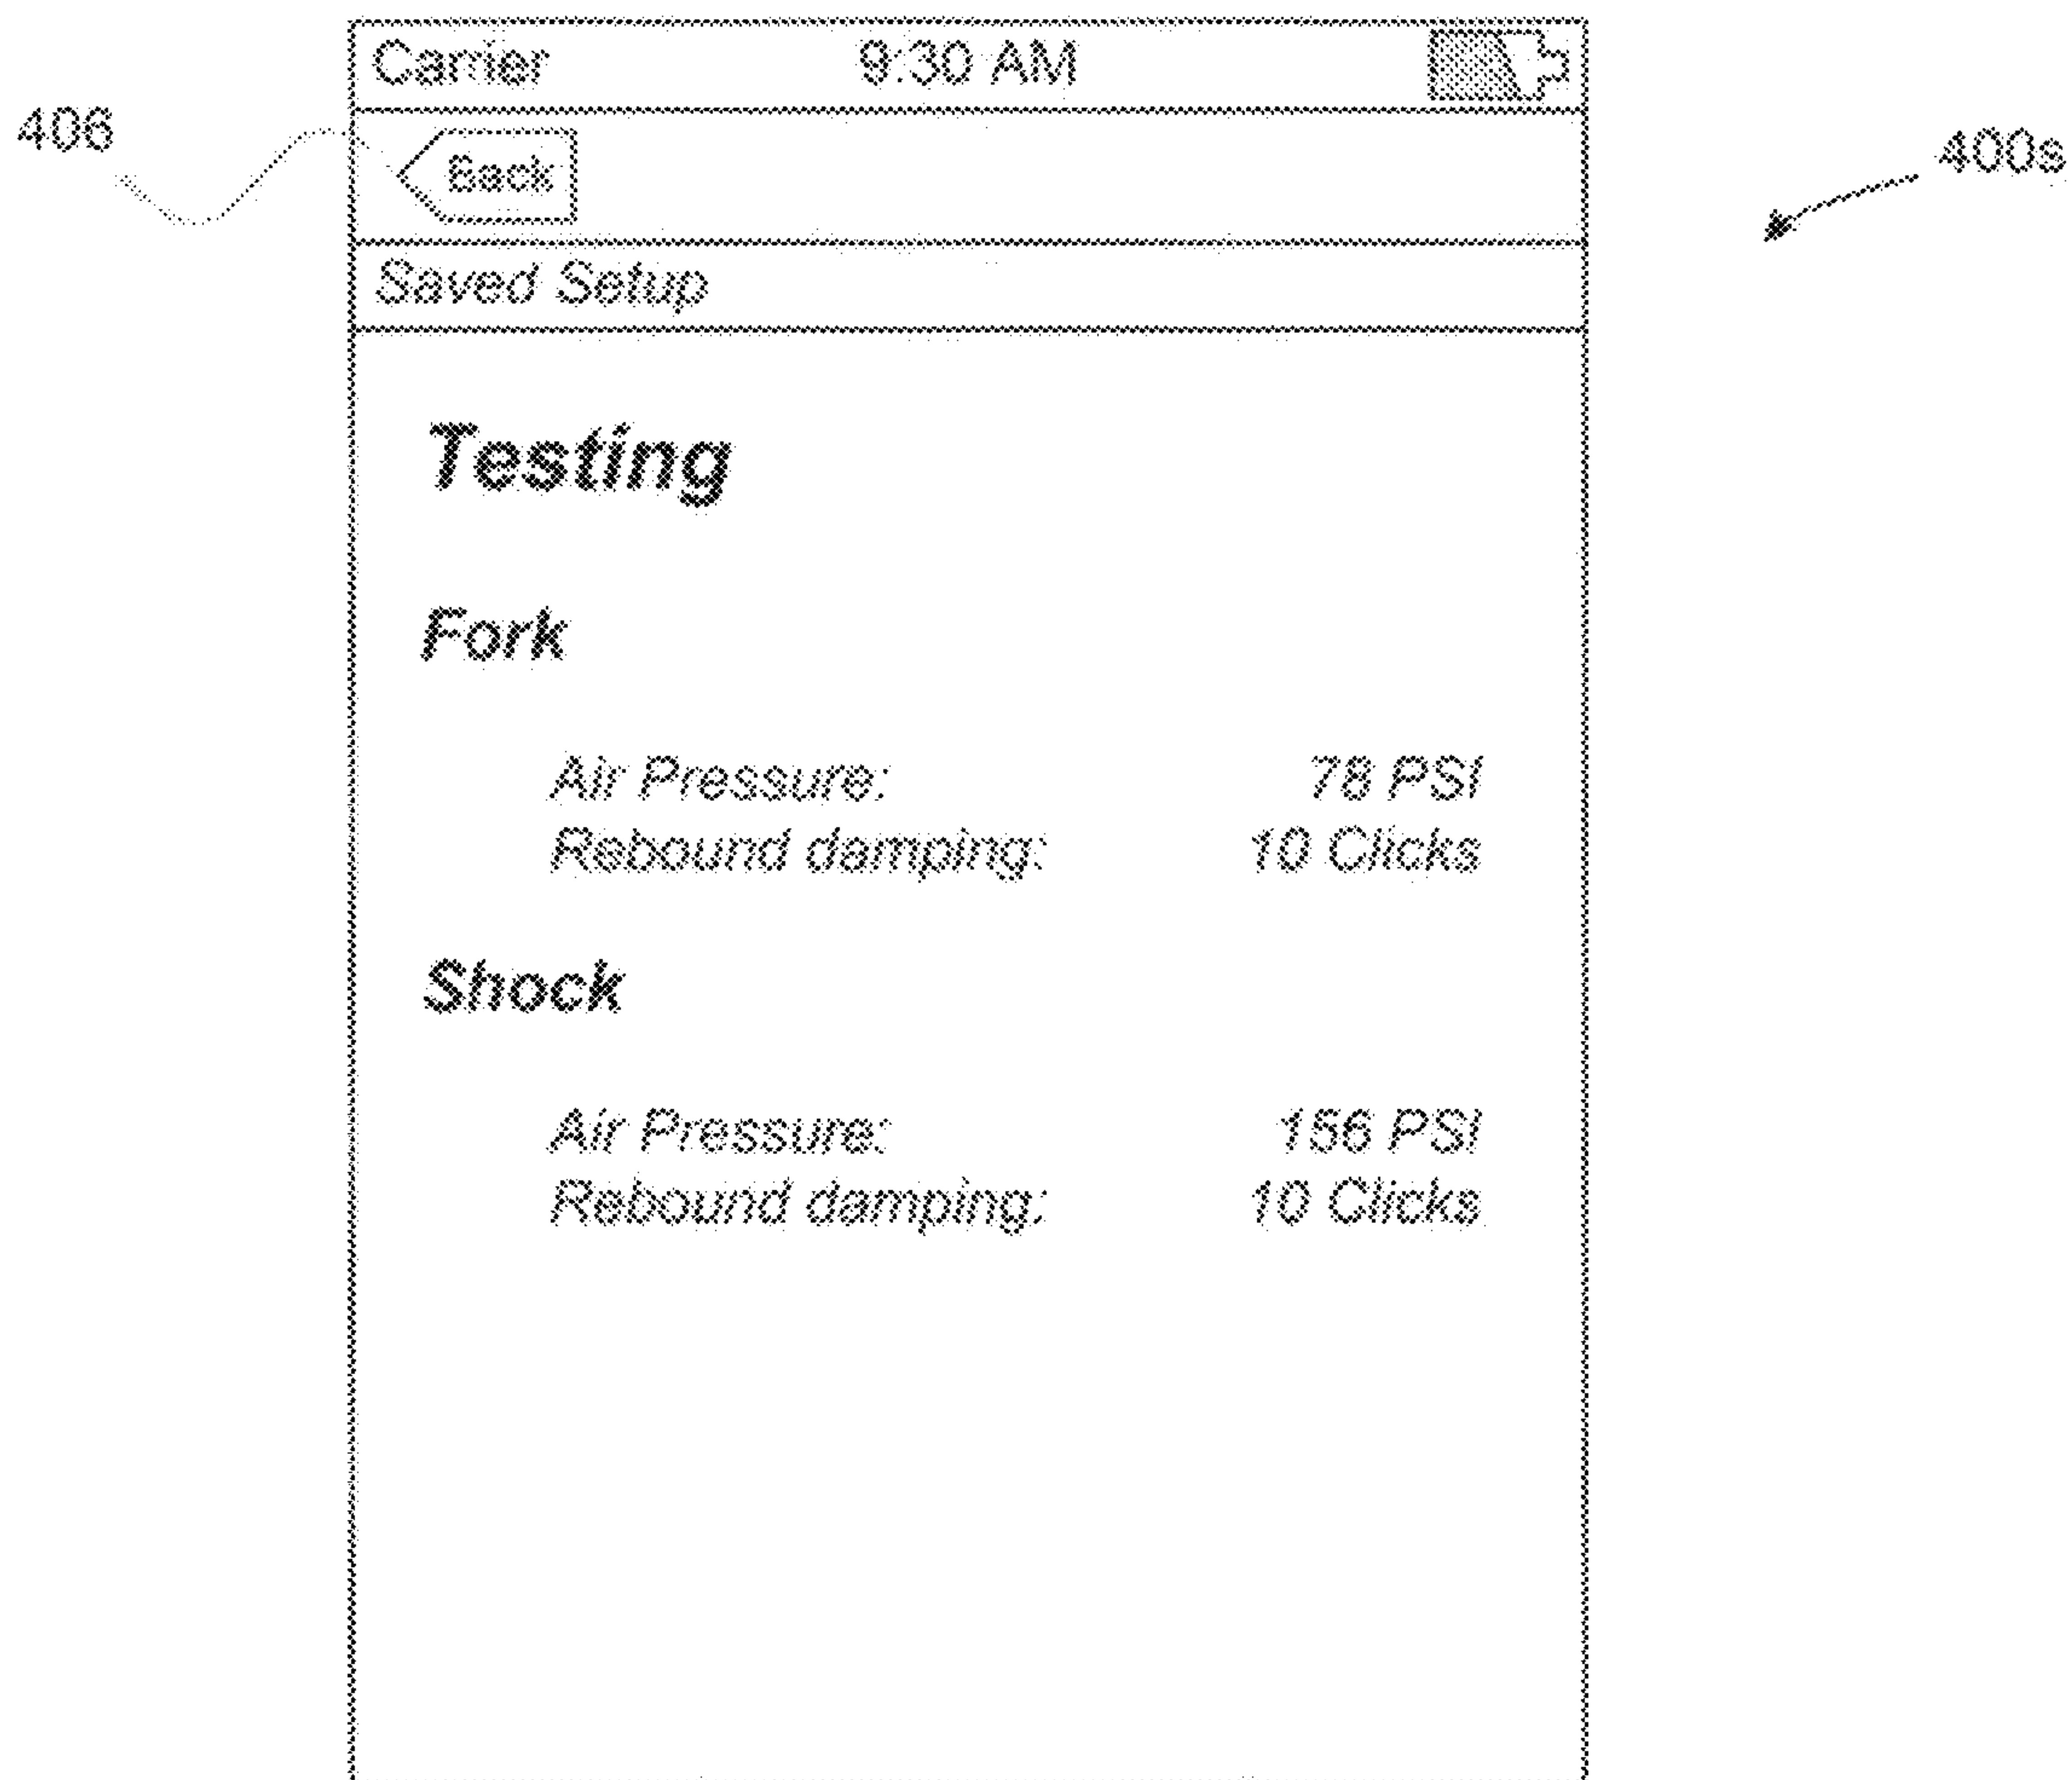 Carrier 9:30 AM
406
Back
400s
Saved Setup
Testing
Fork
Air Pressure: 78 PSI
Rebound damping: 10 Clicks
Shock
Air Pressure: 156 PSI
Rebound damping: 10 Clicks